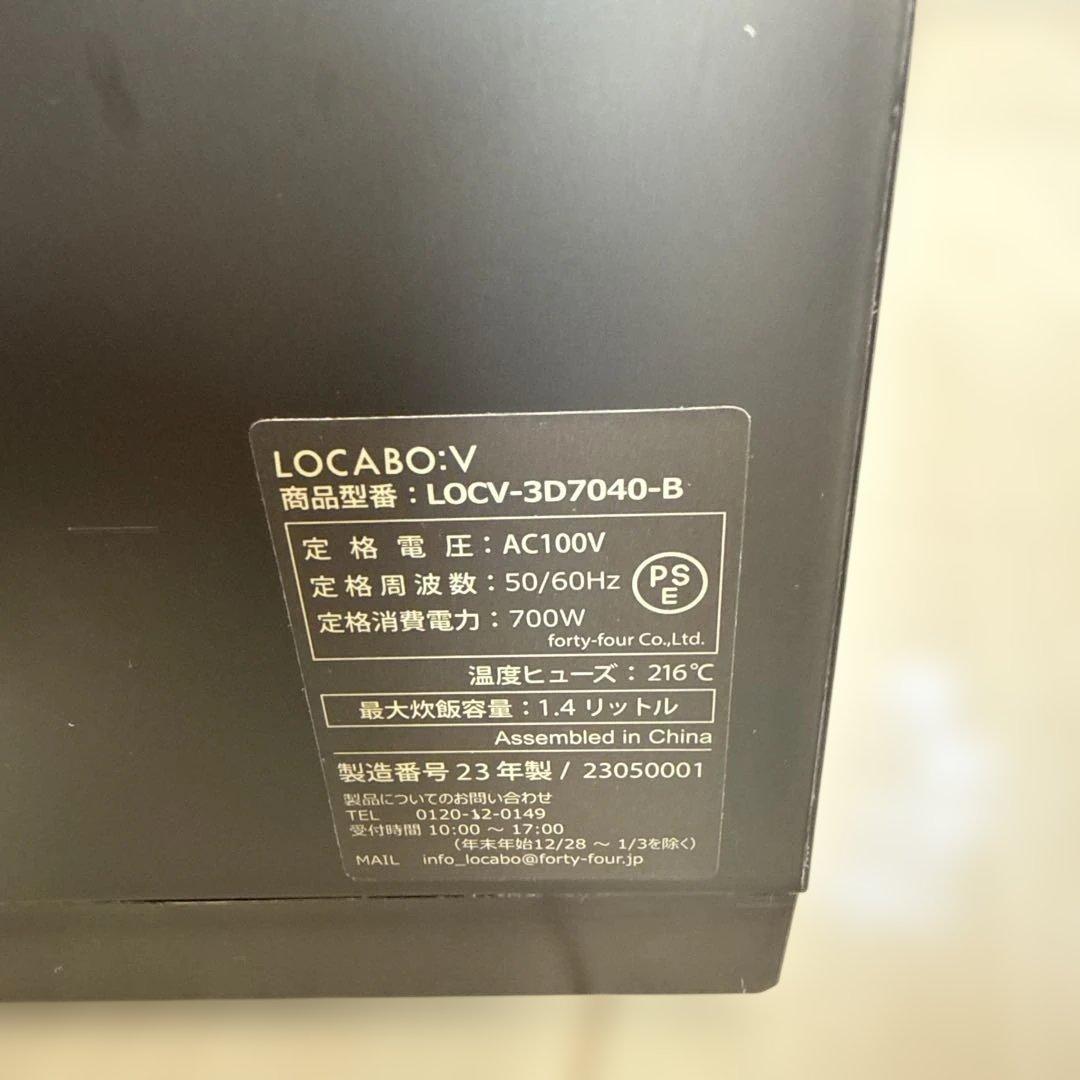 LOCABO:V
商品型番：LOCV-3D7040-B
定格電圧：AC100V
定格周波数：50/60Hz
PSE
定格消費電力：700W
forty-four Co.,Ltd.
温度ヒューズ：216℃
最大炊飯容量：1.4 リットル
Assembled in China
製造番号 23 年製 / 23050001
製品についてのお問い合わせ
TEL 0120-12-0149
受付時間 10:00 ～ 17:00
（年末年始12/28 ～ 1/3を除く）
MAIL info_locabo@forty-four.jp